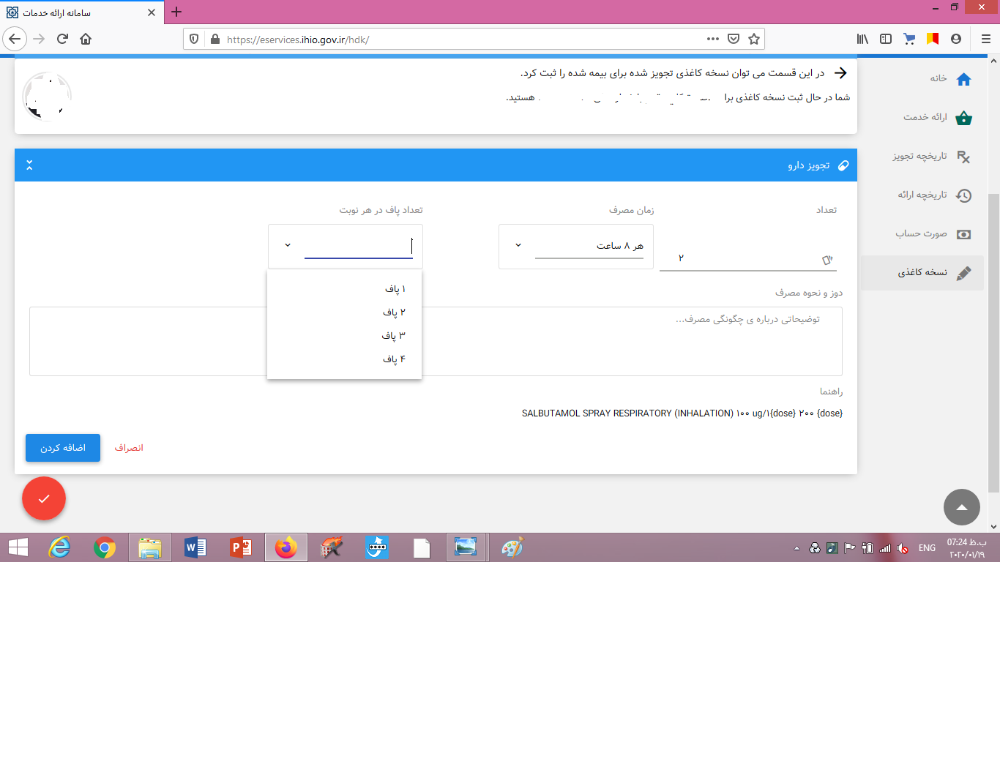 سامانه ارائه خدمات
https://eservices.ihio.gov.ir/hdk/
در این قسمت می توان نسخه کاغذی تجویز شده برای بیمه شده را ثبت کرد.
شما در حال ثبت نسخه کاغذی برا هستید.
خانه
ارائه خدمت
تاریخچه تجویز
تاریخچه ارائه
صورت حساب
نسخه کاغذی
تجویز دارو
تعداد
زمان مصرف
تعداد پاف در هر نوبت
۲
هر ۸ ساعت
۱ پاف
۲ پاف
۳ پاف
۴ پاف
دوز و نحوه مصرف
توضیحاتی درباره ی چگونگی مصرف...
راهنما
SALBUTAMOL SPRAY RESPIRATORY (INHALATION) ۱۰۰ ug/۱{dose} ۲۰۰ {dose}
انصراف
اضافه کردن
ENG
07:24 ب.ظ
۲۰۲۰/۰۱/۱۹